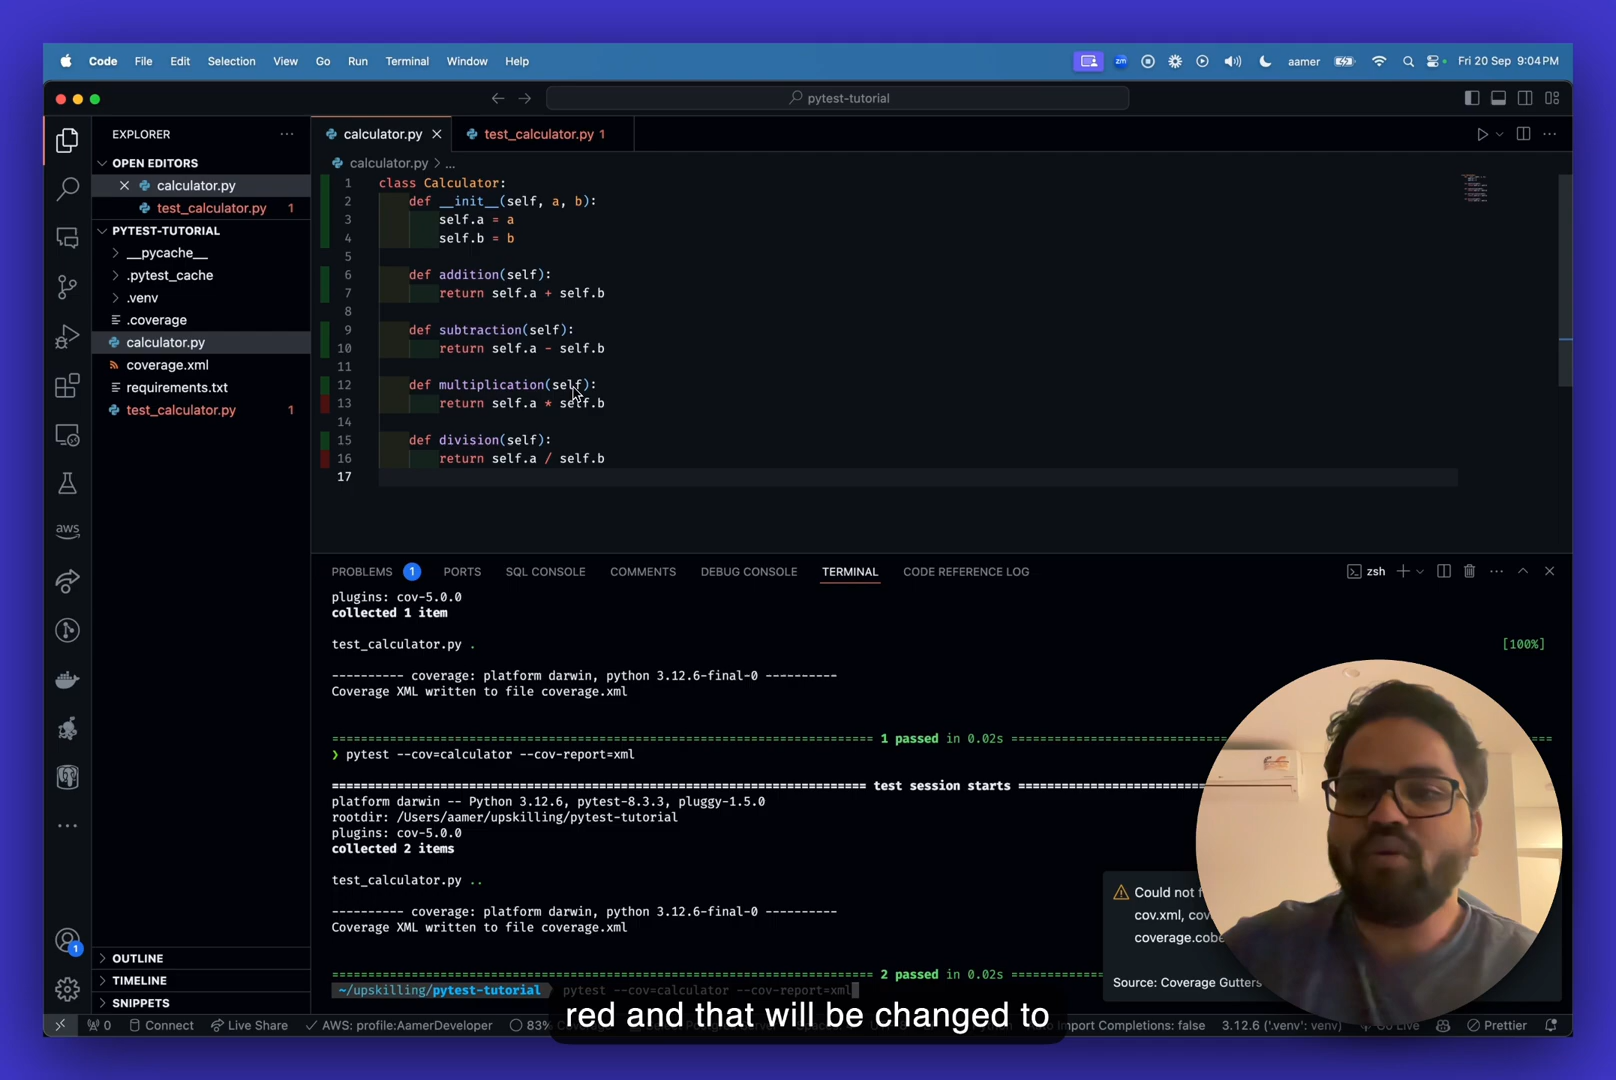 Code File Edit Selection View Go Run Terminal Window Help
zm
aamer
Fri 20 Sep 9:04 PM
pytest-tutorial
EXPLORER
OPEN EDITORS
calculator.py
test_calculator.py 1
PYTEST-TUTORIAL
__pycache__
.pytest_cache
.venv
.coverage
calculator.py
coverage.xml
requirements.txt
test_calculator.py 1
aws
1
OUTLINE
TIMELINE
SNIPPETS
calculator.py
test_calculator.py 1
calculator.py > ...
1 class Calculator:
2 def __init__(self, a, b):
3 self.a = a
4 self.b = b
5
6 def addition(self):
7 return self.a + self.b
8
9 def subtraction(self):
10 return self.a - self.b
11
12 def multiplication(self):
13 return self.a * self.b
14
15 def division(self):
16 return self.a / self.b
17
PROBLEMS 1 PORTS SQL CONSOLE COMMENTS DEBUG CONSOLE TERMINAL CODE REFERENCE LOG
zsh
plugins: cov-5.0.0
collected 1 item
test_calculator.py . [100%]
---------- coverage: platform darwin, python 3.12.6-final-0 ----------
Coverage XML written to file coverage.xml
1 passed in 0.02s
❯ pytest --cov=calculator --cov-report=xml
test session starts
platform darwin -- Python 3.12.6, pytest-8.3.3, pluggy-1.5.0
rootdir: /Users/aamer/upskilling/pytest-tutorial
plugins: cov-5.0.0
collected 2 items
test_calculator.py ..
---------- coverage: platform darwin, python 3.12.6-final-0 ----------
Coverage XML written to file coverage.xml
2 passed in 0.02s
~/upskilling/pytest-tutorial pytest --cov=calculator --cov-report=xml
Could not
cov.xml,
Source: Coverage Gutters
red and that will be changed to
0 Connect Live Share AWS: profile:AamerDeveloper 83%
Import Completions: false 3.12.6 ('.venv': venv) Go Live Prettier